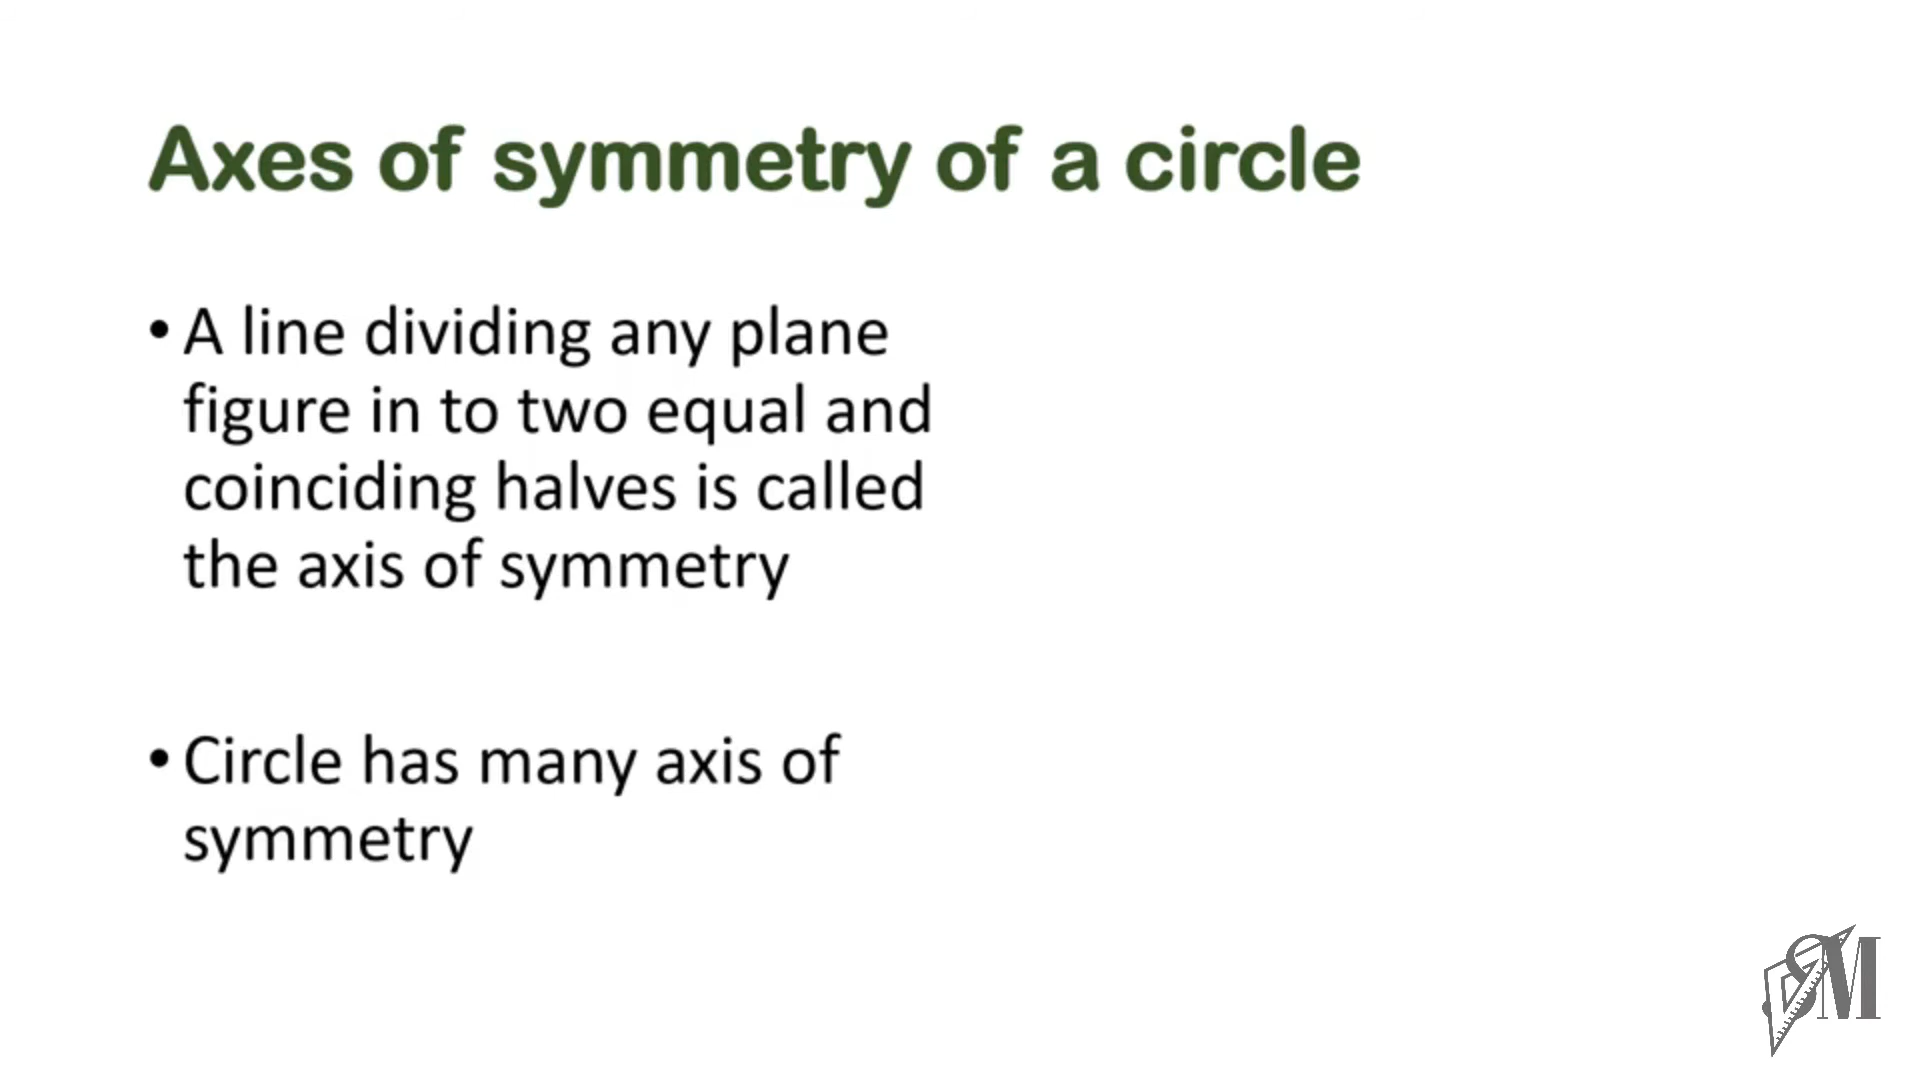 Axes of symmetry of a circle
• A line dividing any plane
figure in to two equal and
coinciding halves is called
the axis of symmetry
• Circle has many axis of
symmetry
SM